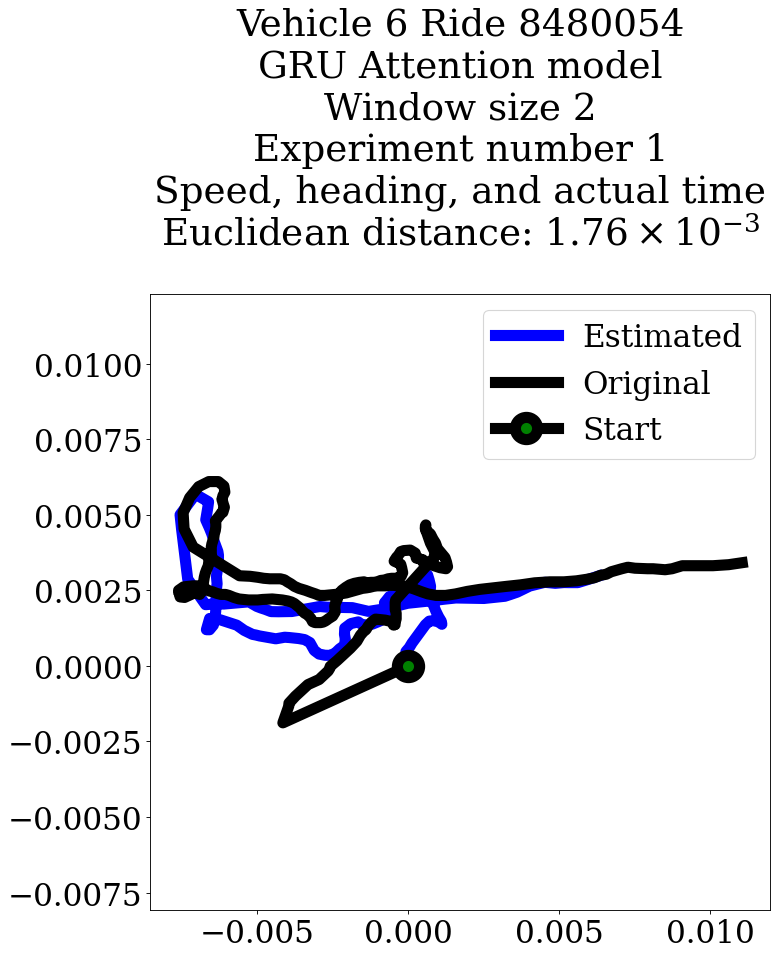 Vehicle 6 Ride 8480054
GRU Attention model
Window size 2
Experiment number 1
Speed, heading, and actual time
Euclidean distance: 1.76 × 10⁻³
Estimated
Original
Start
0.0100
0.0075
0.0050
0.0025
0.0000
−0.0025
−0.0050
−0.0075
−0.005 0.000 0.005 0.010